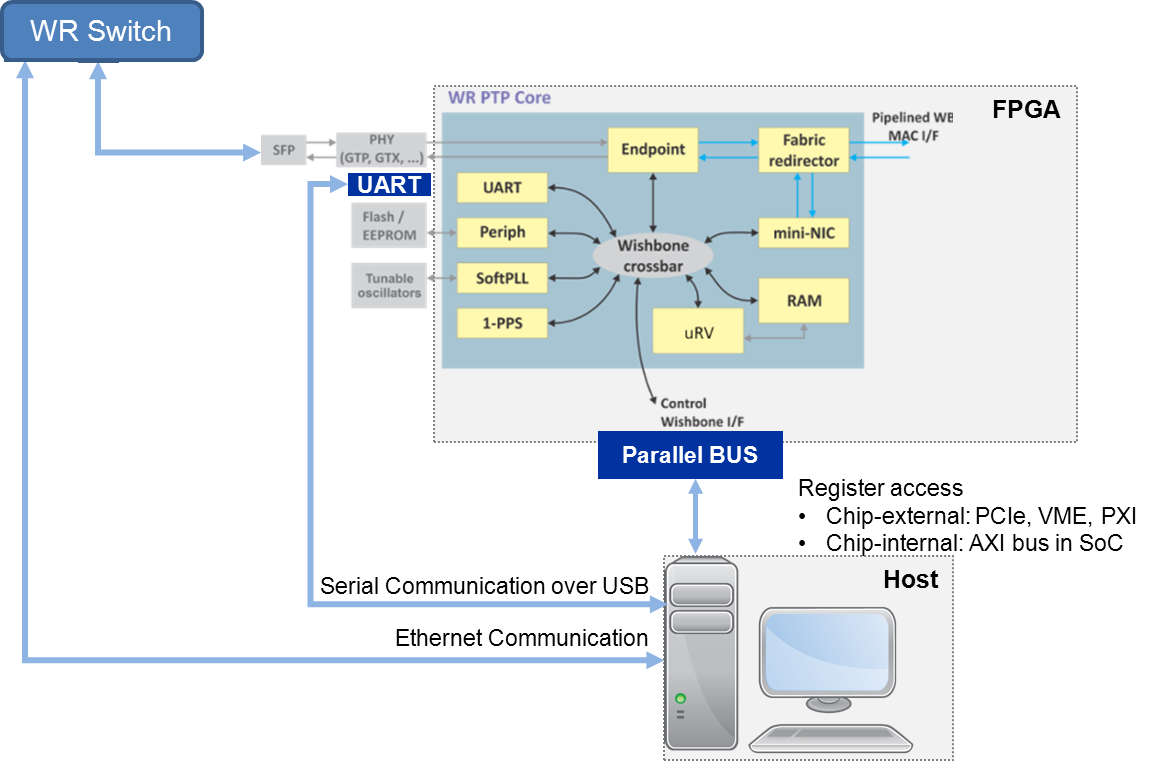 WR Switch
WR PTP Core
FPGA
Pipelined WB
MAC I/F
SFP
PHY
(GTP, GTX, ...)
Endpoint
Fabric
redirector
UART
UART
Flash /
EEPROM
Periph
Wishbone
crossbar
mini-NIC
Tunable
oscillators
SoftPLL
RAM
1-PPS
uRV
Control
Wishbone I/F
Parallel BUS
Register access
• Chip-external: PCIe, VME, PXI
• Chip-internal: AXI bus in SoC
Host
Serial Communication over USB
Ethernet Communication